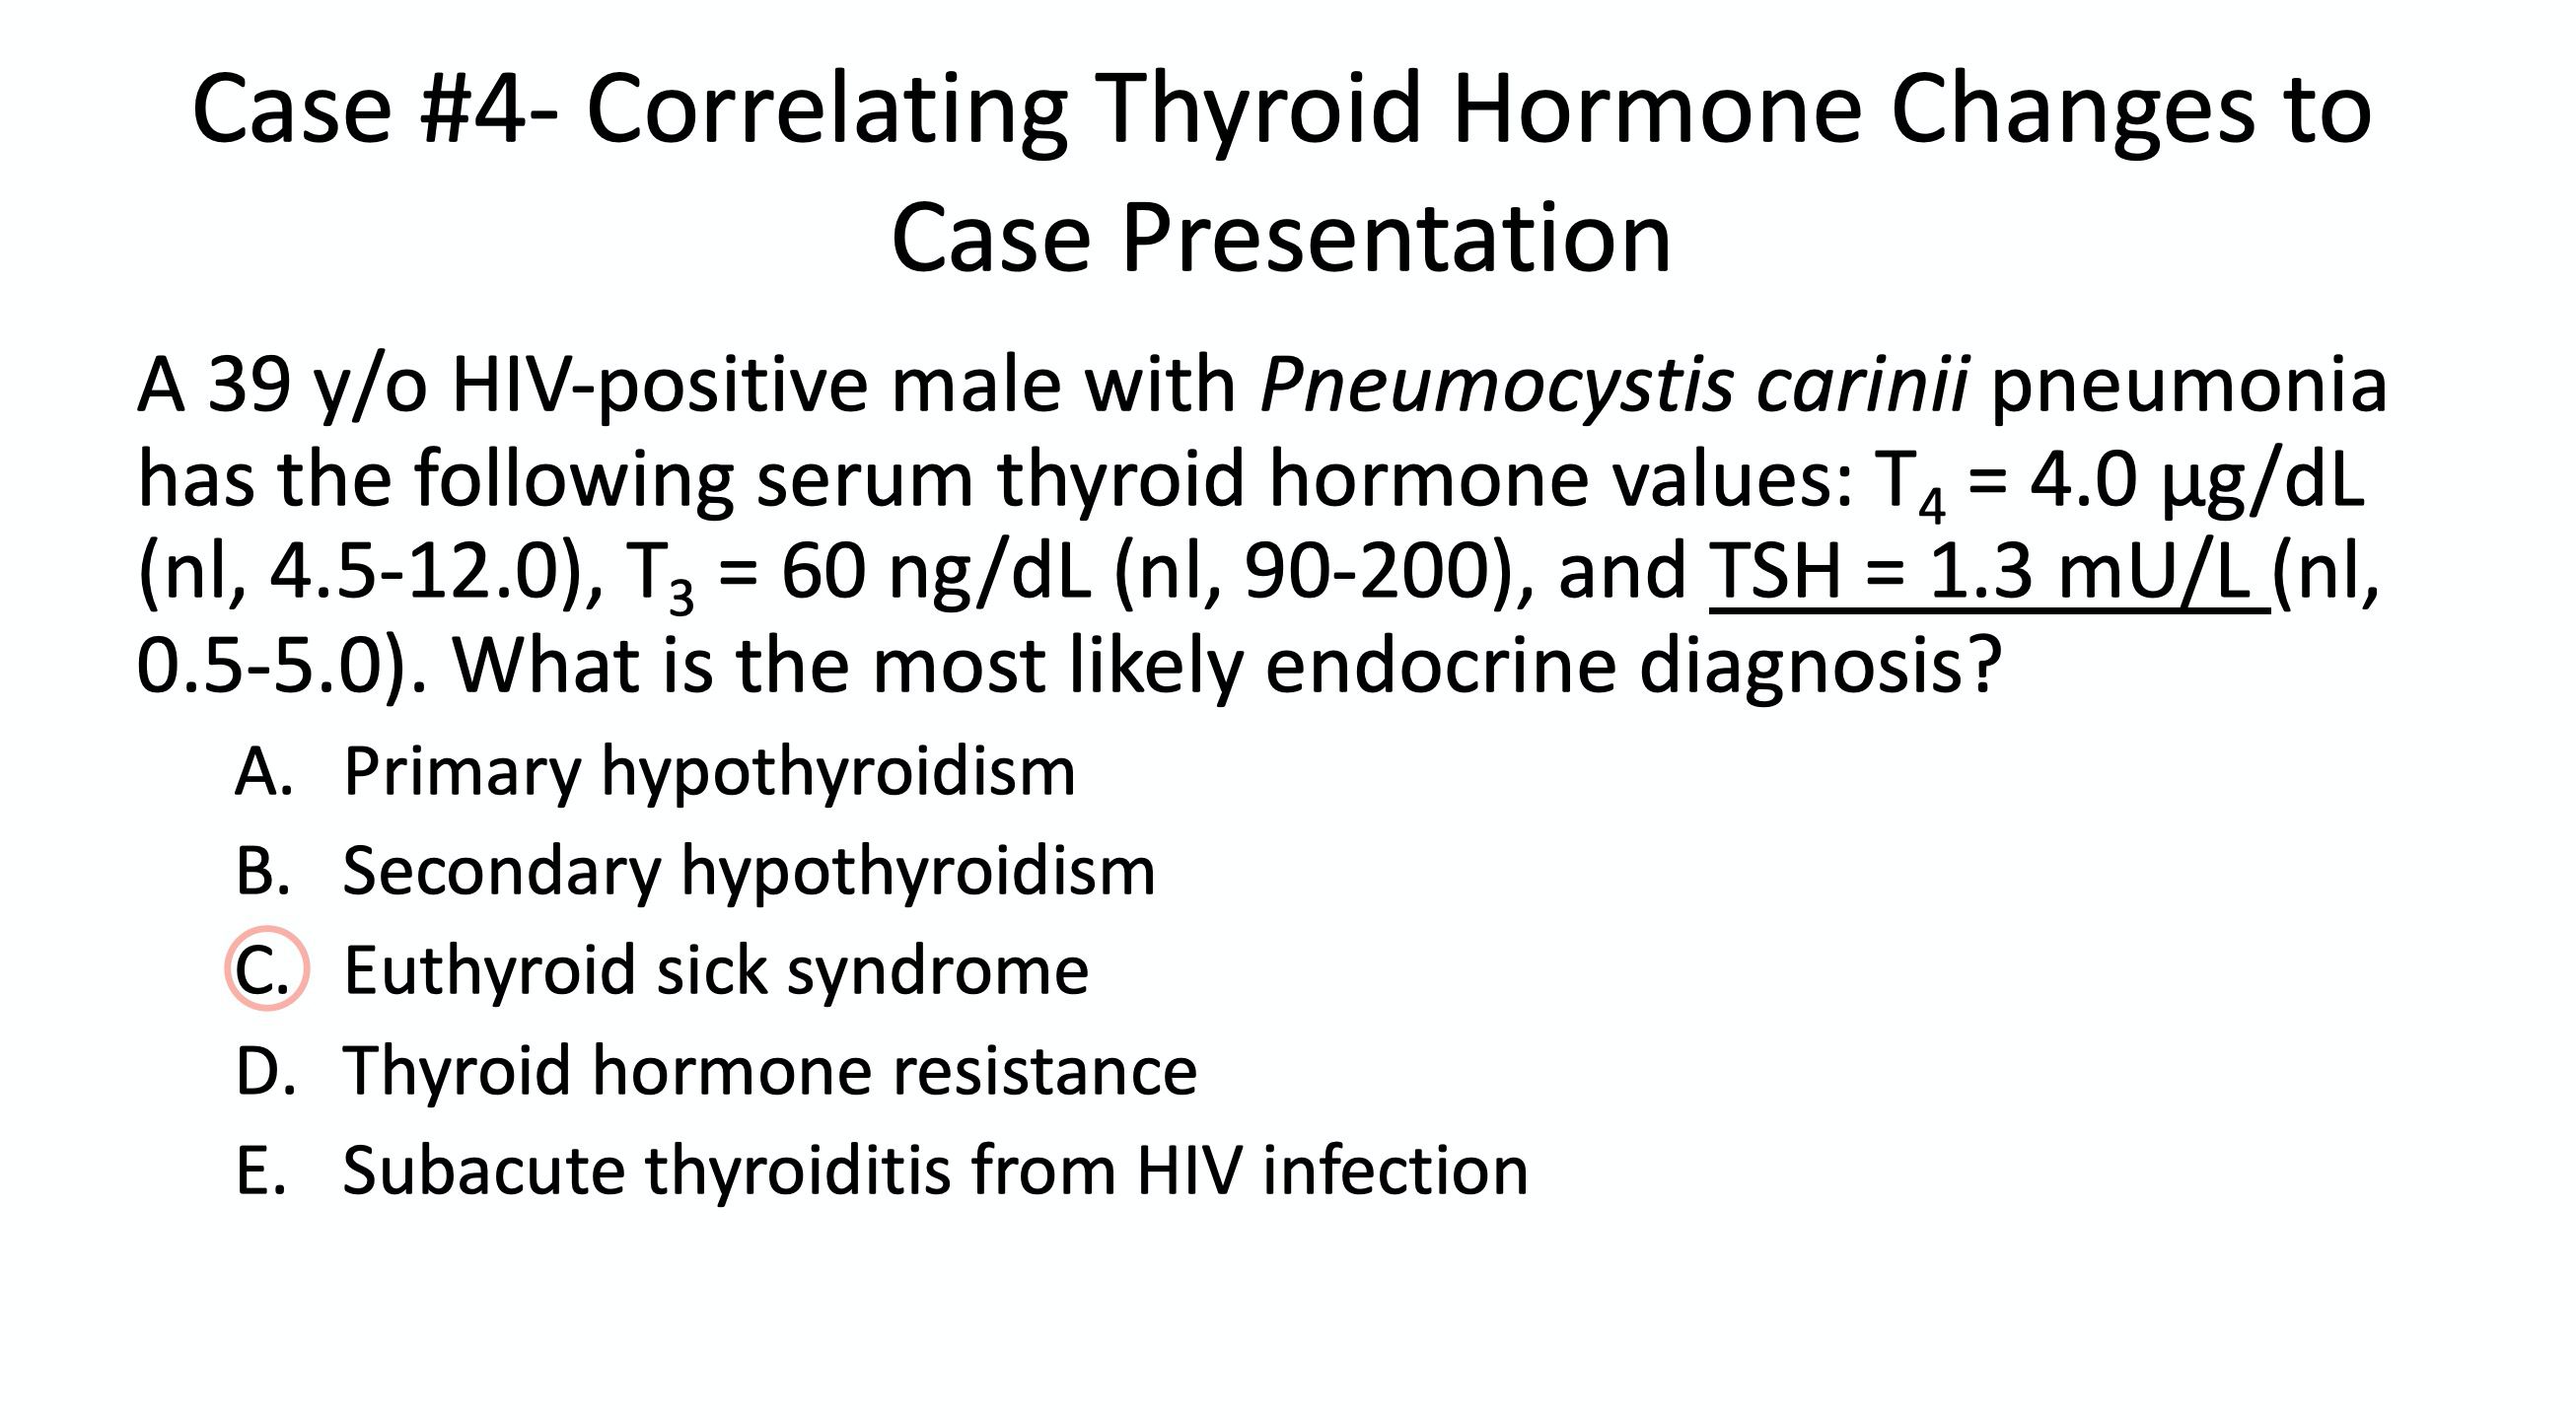 Case #4- Correlating Thyroid Hormone Changes to
Case Presentation
A 39 y/o HIV-positive male with Pneumocystis carinii pneumonia
has the following serum thyroid hormone values: T₄ = 4.0 µg/dL
(nl, 4.5-12.0), T₃ = 60 ng/dL (nl, 90-200), and TSH = 1.3 mU/L (nl,
0.5-5.0). What is the most likely endocrine diagnosis?
A. Primary hypothyroidism
B. Secondary hypothyroidism
C. Euthyroid sick syndrome
D. Thyroid hormone resistance
E. Subacute thyroiditis from HIV infection